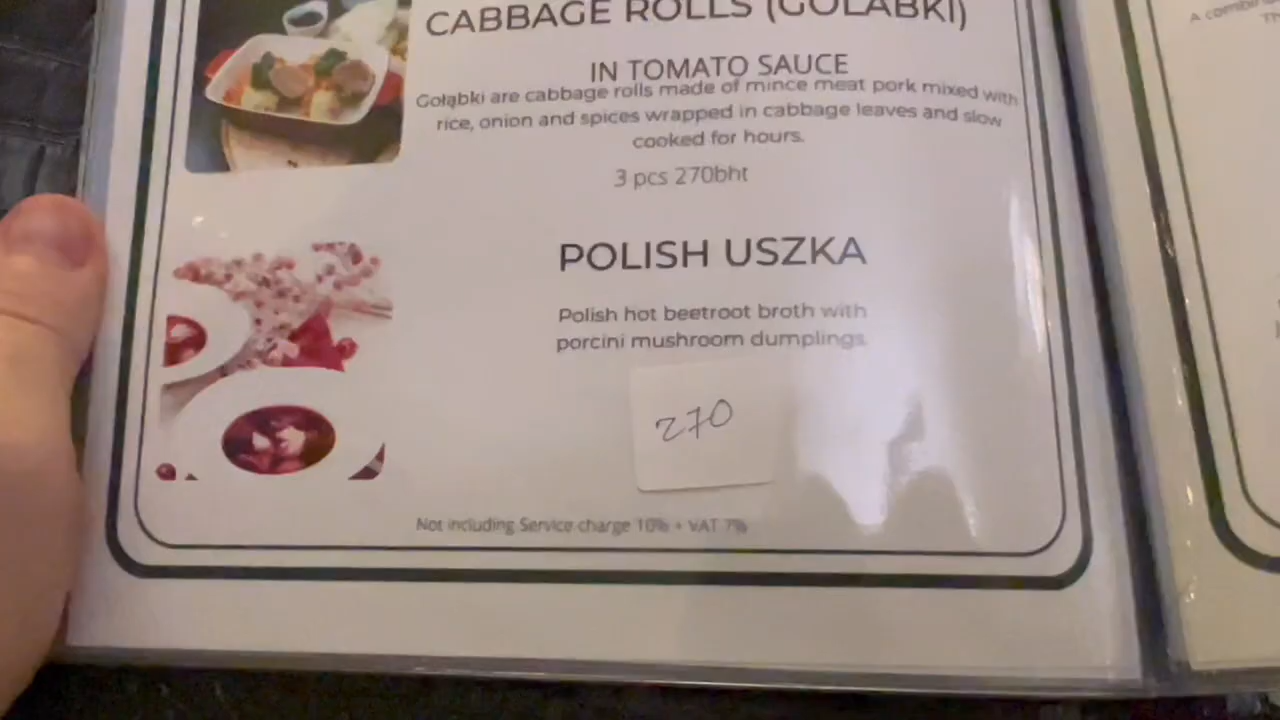 CABBAGE ROLLS (GOŁĄBKI)
IN TOMATO SAUCE
Gołąbki are cabbage rolls made of mince meat pork mixed with
rice, onion and spices wrapped in cabbage leaves and slow
cooked for hours.
3 pcs 270bht
POLISH USZKA
Polish hot beetroot broth with
porcini mushroom dumplings.
270
Not including Service charge 10% + VAT 7%
A